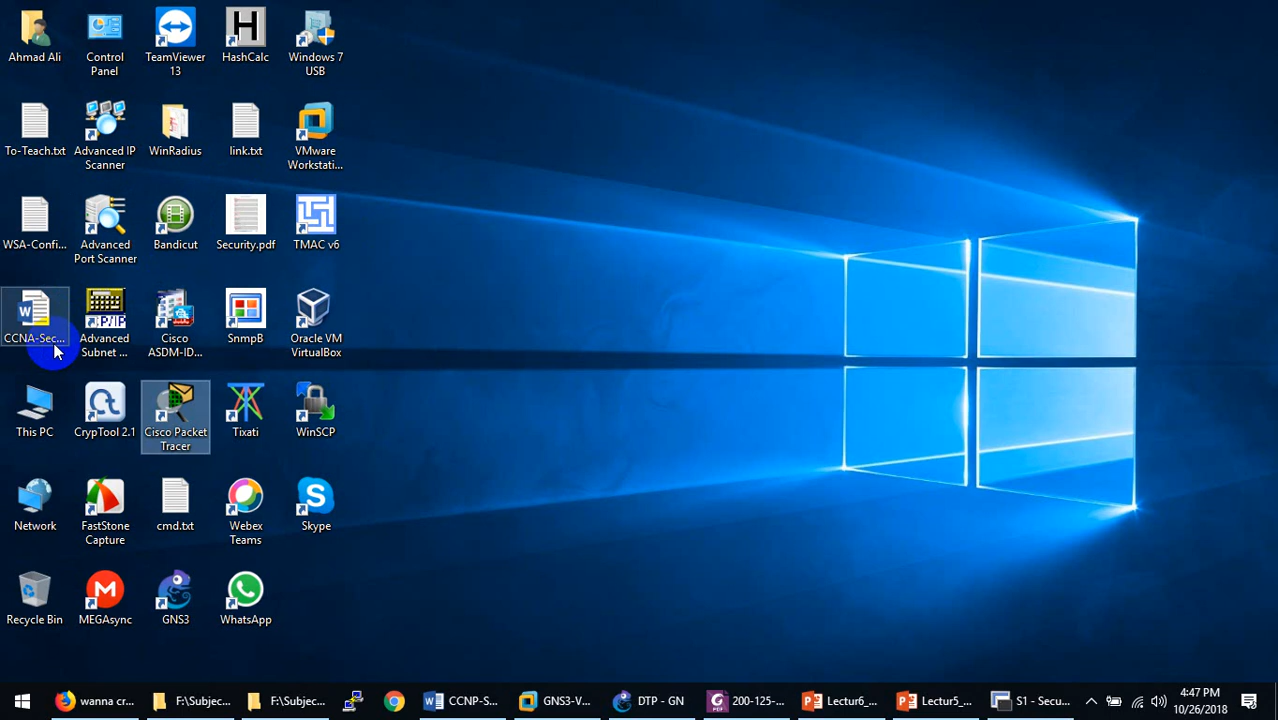 Ahmad Ali
Control
Panel
TeamViewer
13
HashCalc
Windows 7
USB
To-Teach.txt
Advanced IP
Scanner
WinRadius
link.txt
VMware
Workstati...
WSA-Confi...
Advanced
Port Scanner
Bandicut
Security.pdf
TMAC v6
CCNA-Sec...
Advanced
Subnet ...
Cisco
ASDM-ID...
SnmpB
Oracle VM
VirtualBox
This PC
CrypTool 2.1
Cisco Packet
Tracer
Tixati
WinSCP
Network
FastStone
Capture
cmd.txt
Webex
Teams
Skype
Recycle Bin
MEGAsync
GNS3
WhatsApp
wanna cr...
F:\Subjec...
F:\Subjec...
CCNP-S...
GNS3-V...
DTP - GN
200-125-...
Lectur6_...
Lectur5_...
S1 - Secu...
4:47 PM
10/26/2018